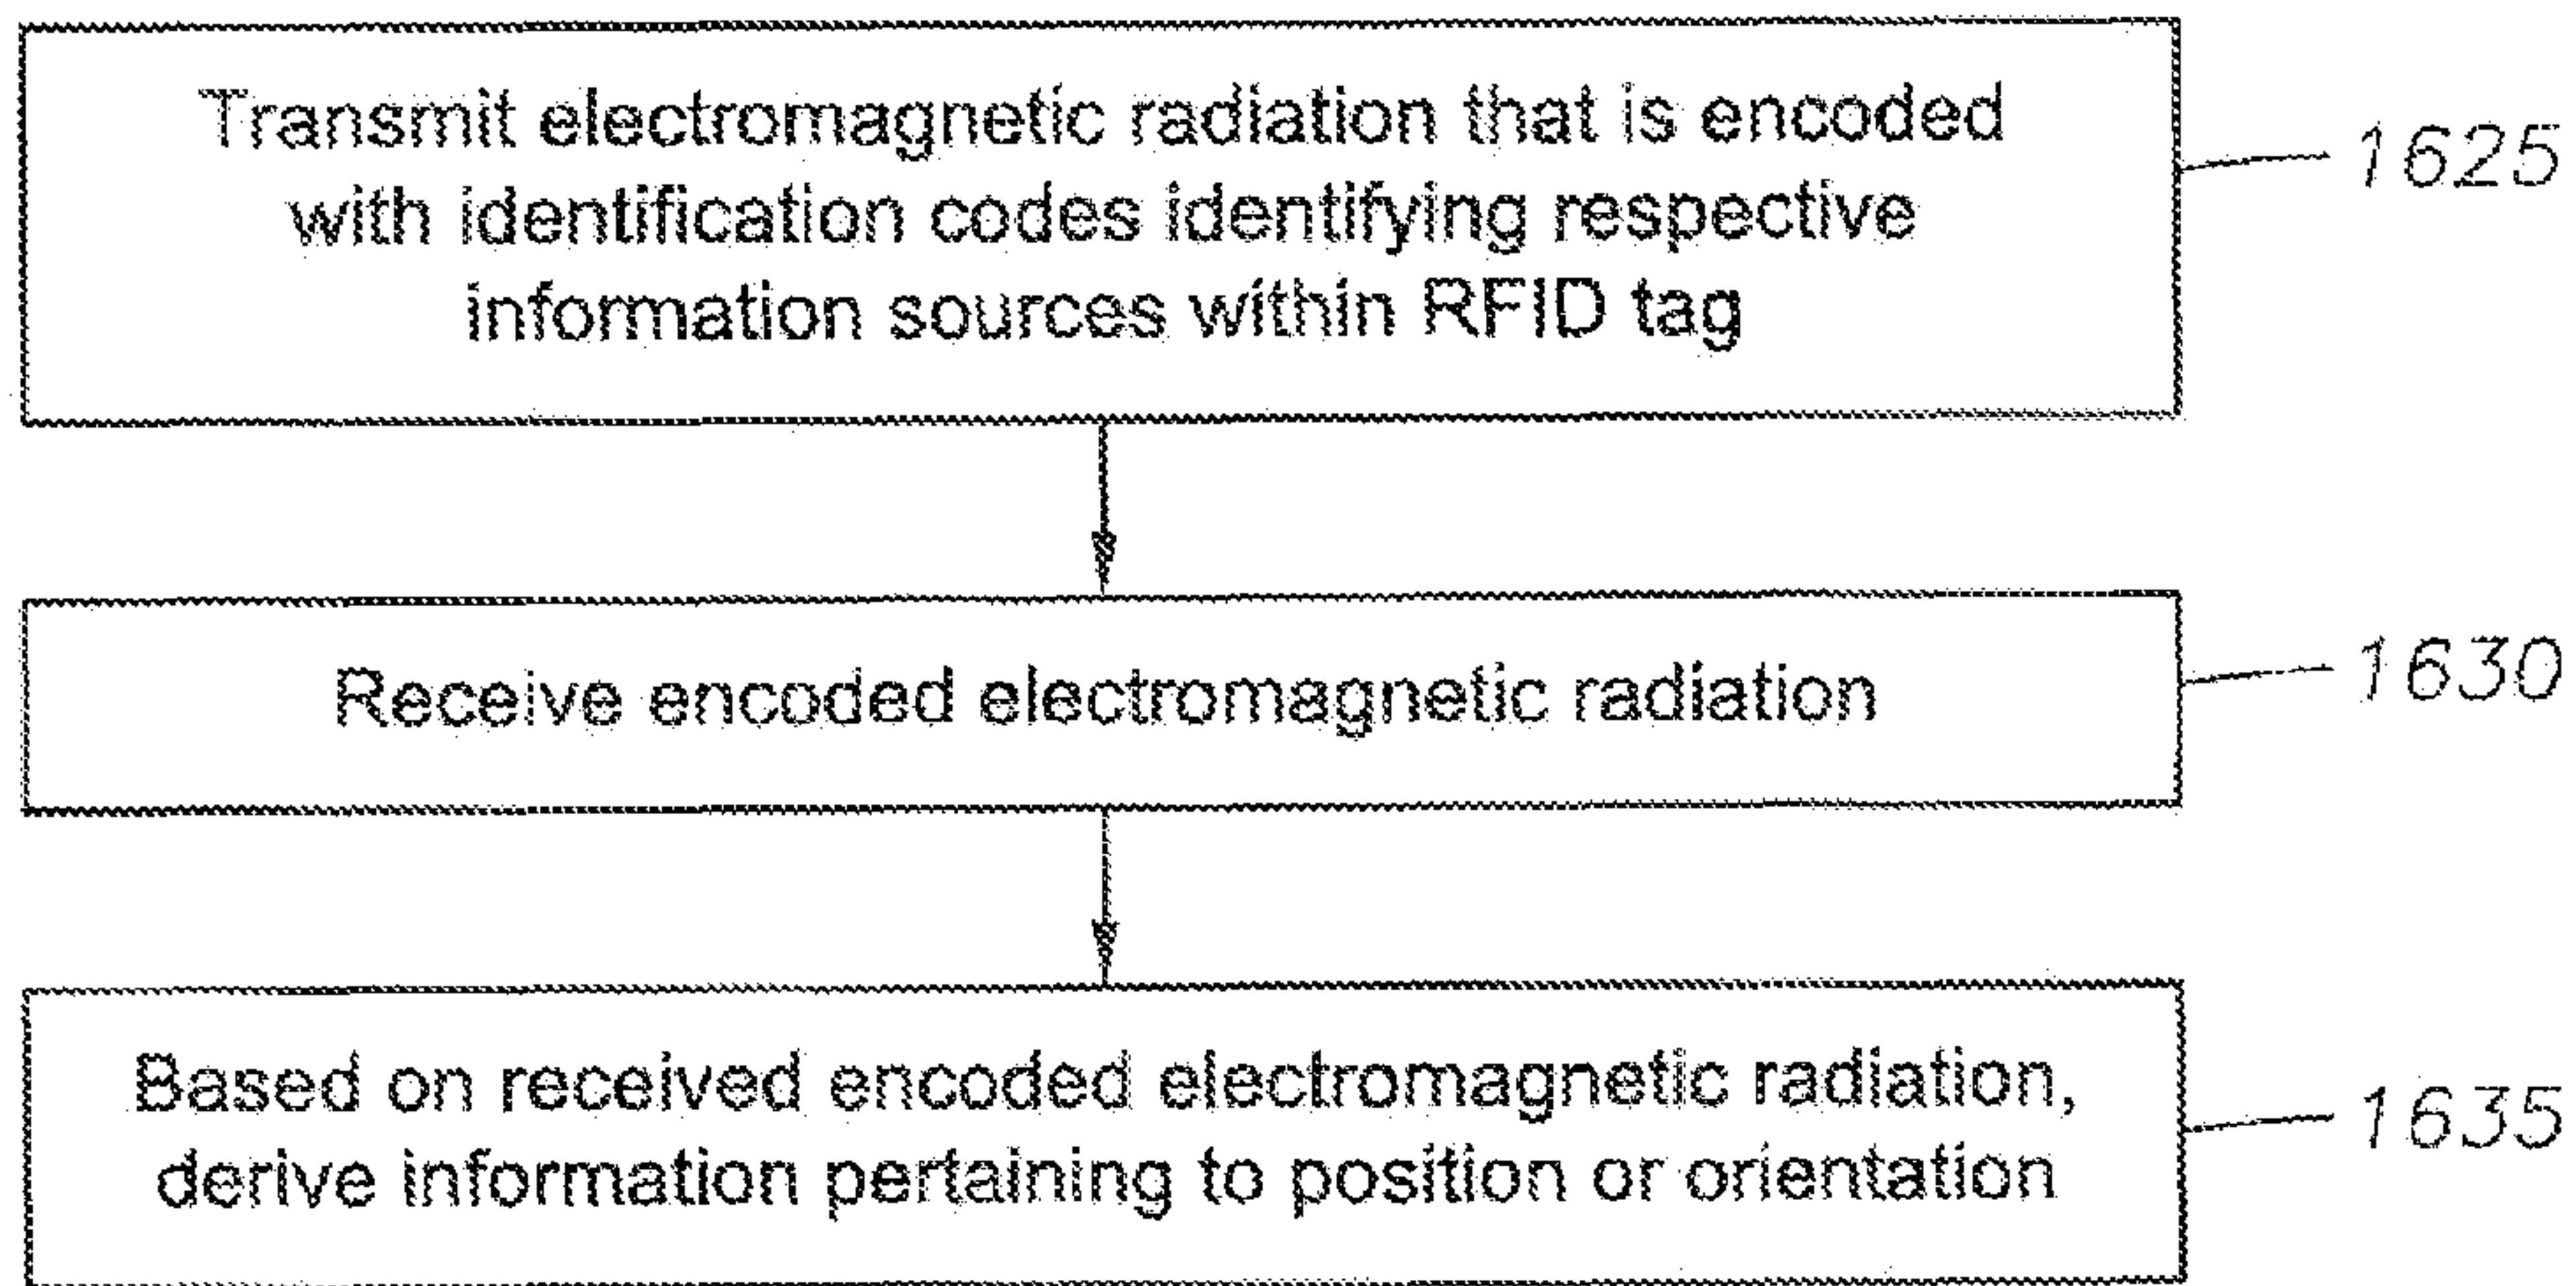 Transmit electromagnetic radiation that is encoded
with identification codes identifying respective
information sources within RFID tag
1625
Receive encoded electromagnetic radiation
1630
Based on received encoded electromagnetic radiation,
derive information pertaining to position or orientation
1635